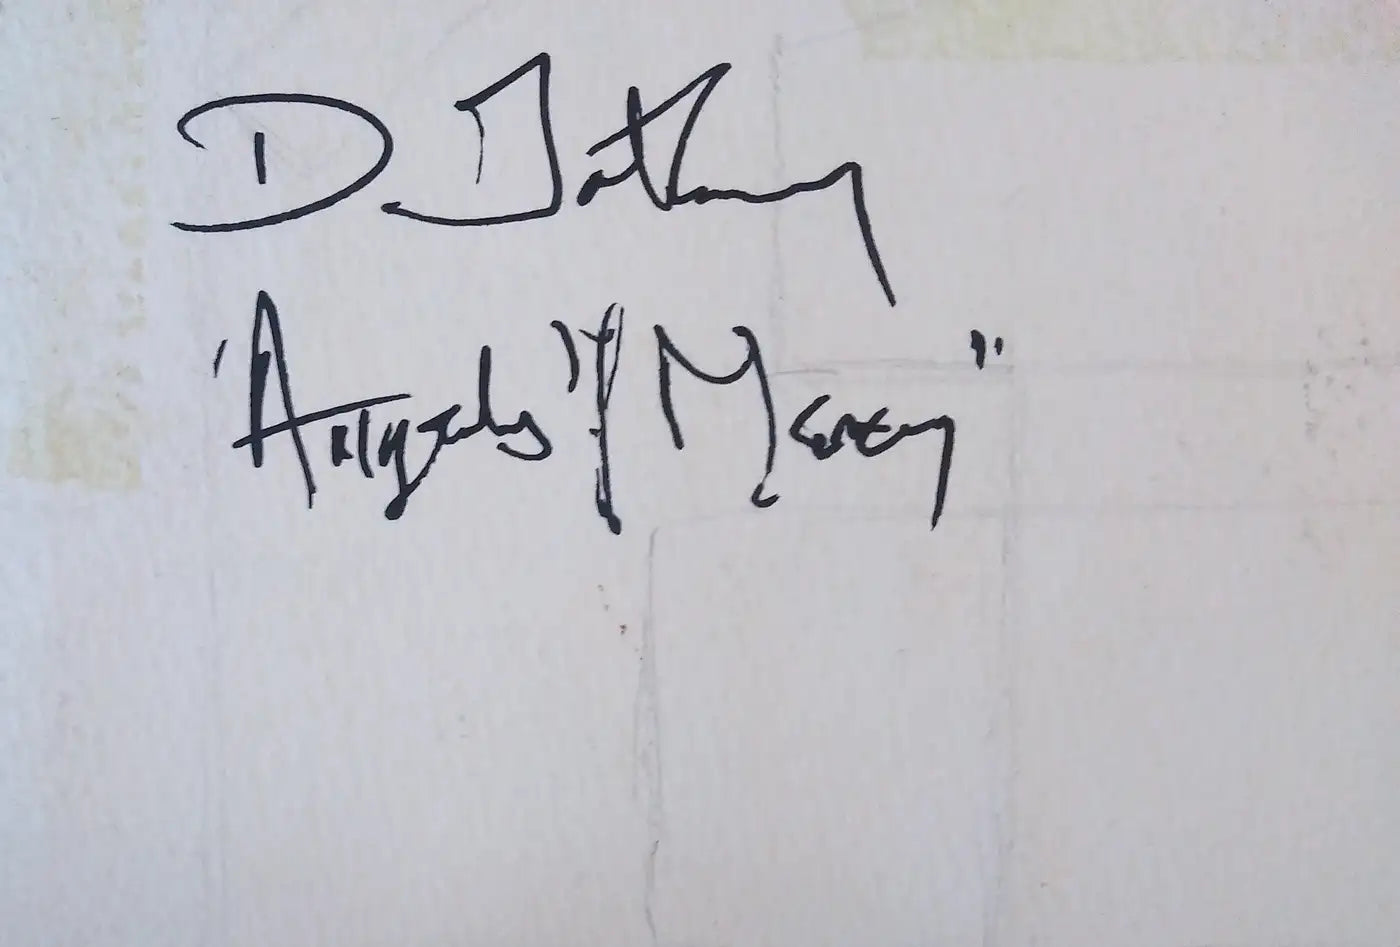 D.
"Angels of Mercy"